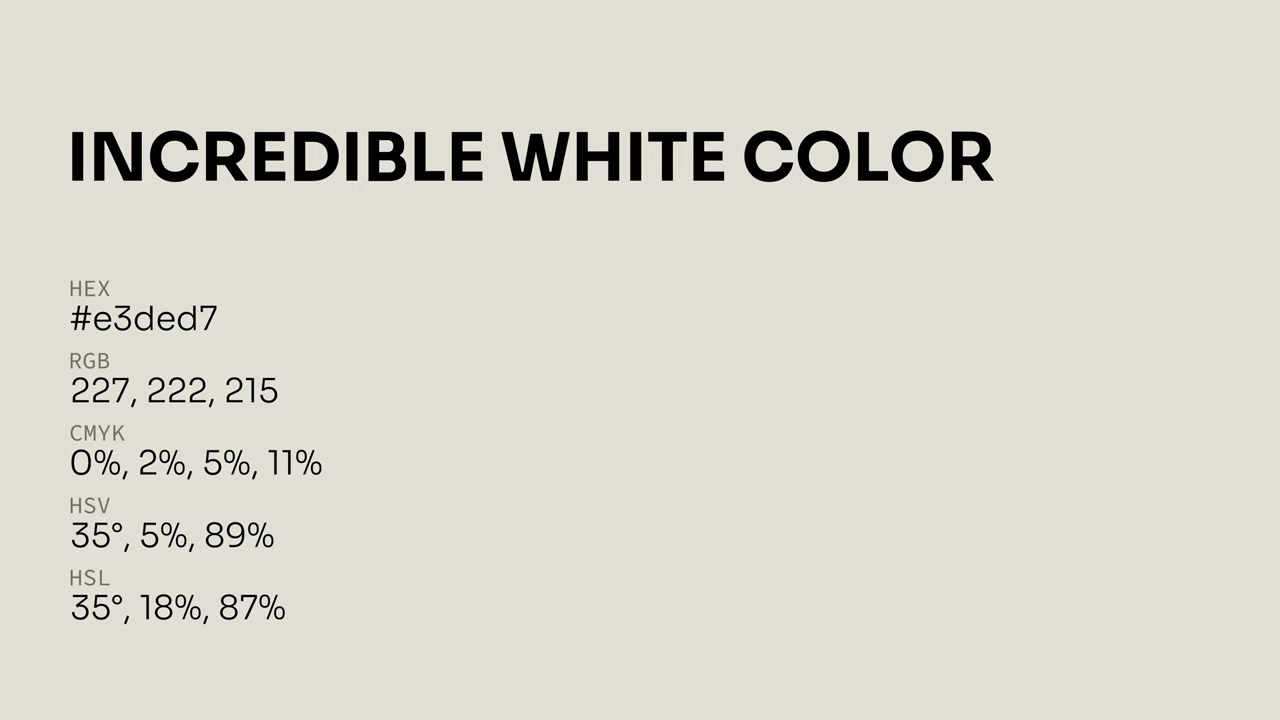 INCREDIBLE WHITE COLOR
HEX
#e3ded7
RGB
227, 222, 215
CMYK
0%, 2%, 5%, 11%
HSV
35°, 5%, 89%
HSL
35°, 18%, 87%